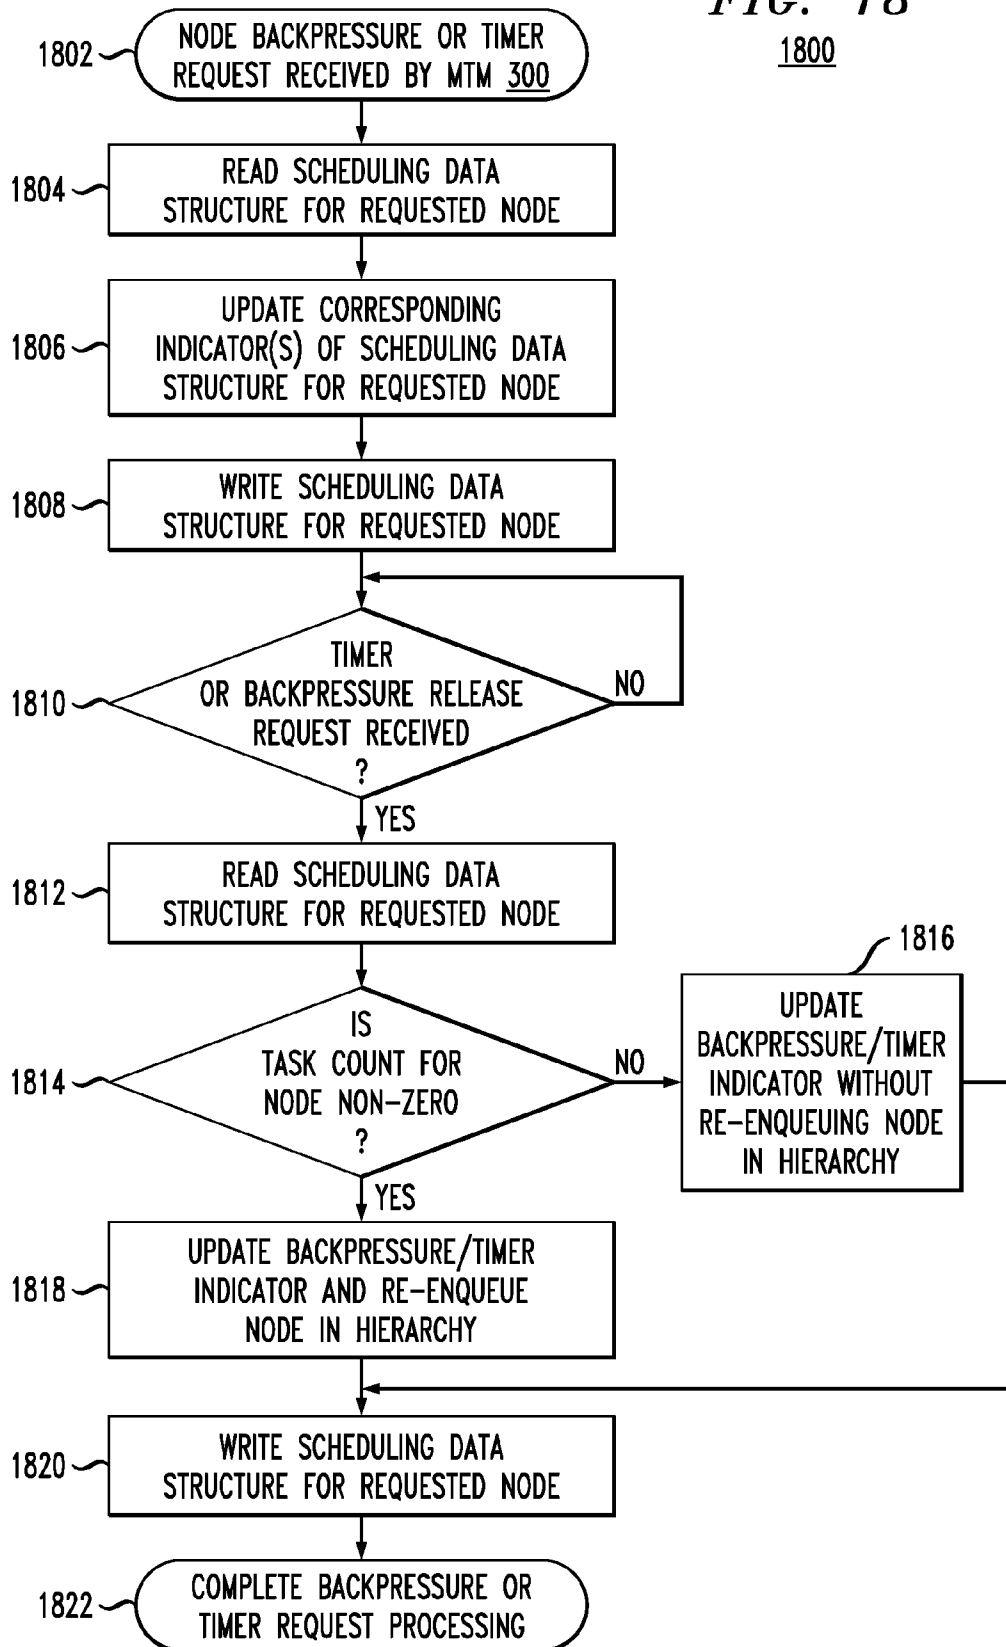 FIG. 18
1800
1802
NODE BACKPRESSURE OR TIMER
REQUEST RECEIVED BY MTM 300
1804
READ SCHEDULING DATA
STRUCTURE FOR REQUESTED NODE
1806
UPDATE CORRESPONDING
INDICATOR(S) OF SCHEDULING DATA
STRUCTURE FOR REQUESTED NODE
1808
WRITE SCHEDULING DATA
STRUCTURE FOR REQUESTED NODE
1810
TIMER
OR BACKPRESSURE RELEASE
REQUEST RECEIVED
?
NO
YES
1812
READ SCHEDULING DATA
STRUCTURE FOR REQUESTED NODE
1814
IS
TASK COUNT FOR
NODE NON-ZERO
?
NO
YES
1816
UPDATE
BACKPRESSURE/TIMER
INDICATOR WITHOUT
RE-ENQUEUING NODE
IN HIERARCHY
1818
UPDATE BACKPRESSURE/TIMER
INDICATOR AND RE-ENQUEUE
NODE IN HIERARCHY
1820
WRITE SCHEDULING DATA
STRUCTURE FOR REQUESTED NODE
1822
COMPLETE BACKPRESSURE OR
TIMER REQUEST PROCESSING